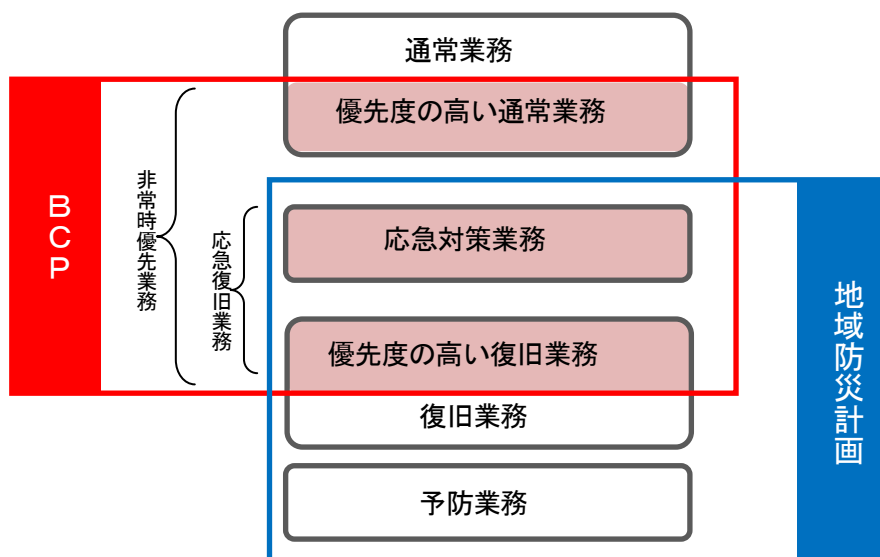 通常業務
優先度の高い通常業務
BCP
非常時優先業務
応急復旧業務
応急対策業務
優先度の高い復旧業務
復旧業務
予防業務
地域防災計画